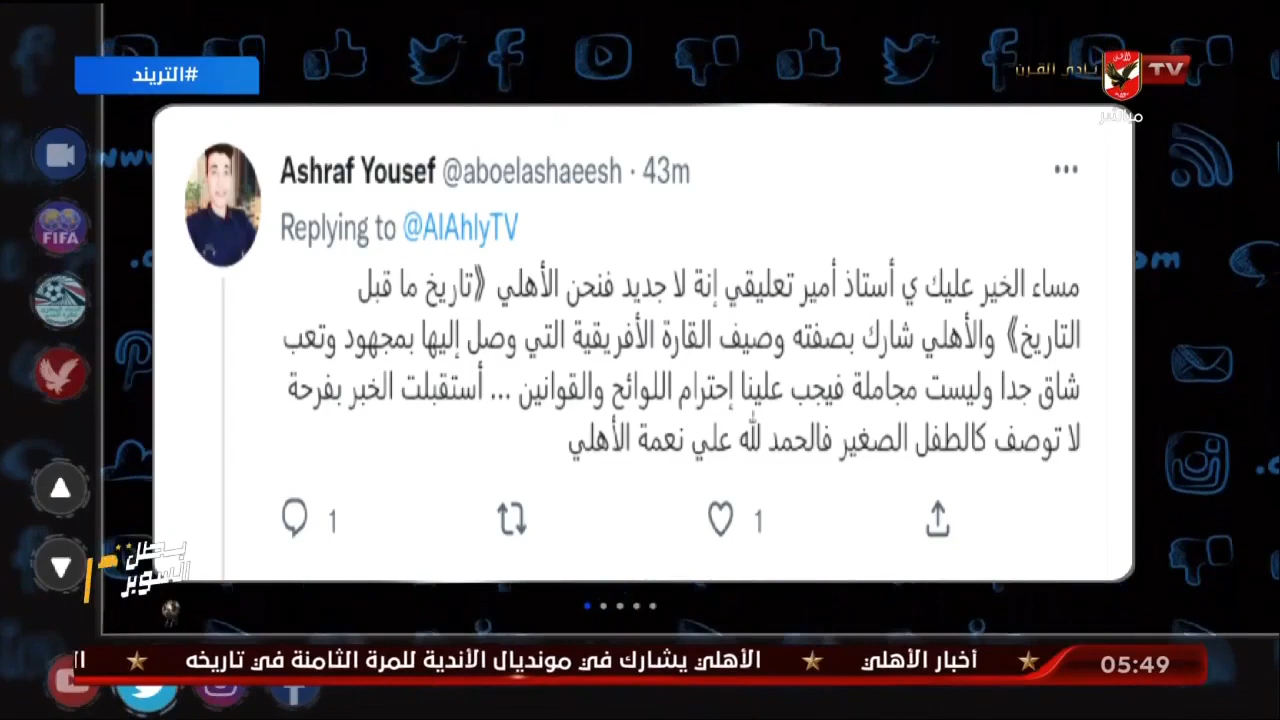 #التريند
نادي القرن
TV
مباشر
Ashraf Yousef @aboelashaeesh · 43m
Replying to @AlAhlyTV
مساء الخير عليك ي أستاذ أمير تعليقي إنة لا جديد فنحن الأهلي 《تاريخ ما قبل
التاريخ》 والأهلي شارك بصفته وصيف القارة الأفريقية التي وصل إليها بمجهود وتعب
شاق جدا وليست مجاملة فيجب علينا إحترام اللوائح والقوانين ... أستقبلت الخبر بفرحة
لا توصف كالطفل الصغير فالحمد لله علي نعمة الأهلي
1
1
FIFA
بطل
السوبر
أخبار الأهلي ★ الأهلي يشارك في مونديال الأندية للمرة الثامنة في تاريخه ★
05:49